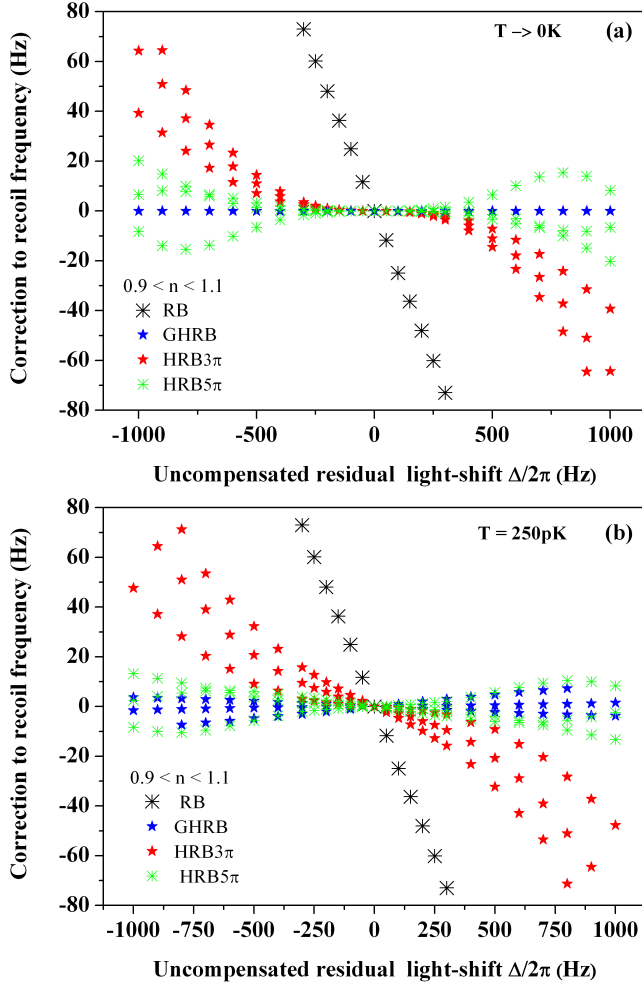 80
60
40
20
0
-20
-40
-60
-80
Correction to recoil frequency (Hz)
T -> 0K
(a)
0.9 < n < 1.1
RB
GHRB
HRB3π
HRB5π
-1000 -500 0 500 1000
Uncompensated residual light-shift Δ/2π (Hz)
80
60
40
20
0
-20
-40
-60
-80
Correction to recoil frequency (Hz)
T = 250pK
(b)
0.9 < n < 1.1
RB
GHRB
HRB3π
HRB5π
-1000 -750 -500 -250 0 250 500 750 1000
Uncompensated residual light-shift Δ/2π (Hz)